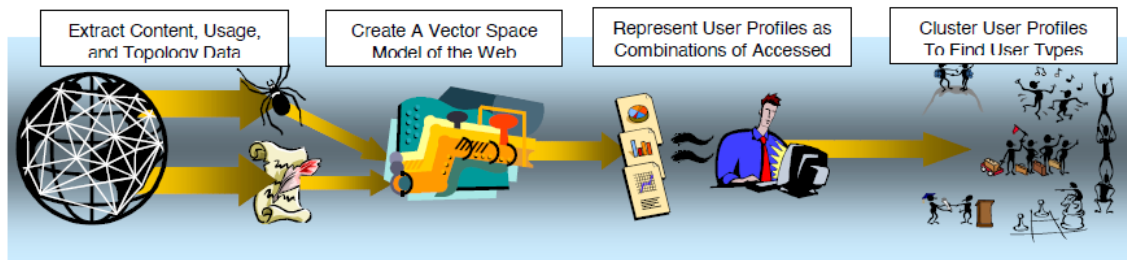 Extract Content, Usage,
and Topology Data
Create A Vector Space
Model of the Web
Represent User Profiles as
Combinations of Accessed
Cluster User Profiles
To Find User Types